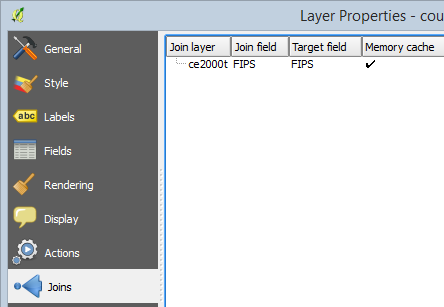 Layer Properties - cou
General
Style
abc Labels
Fields
Rendering
Display
Actions
Joins
Join layer Join field Target field Memory cache
ce2000t FIPS FIPS